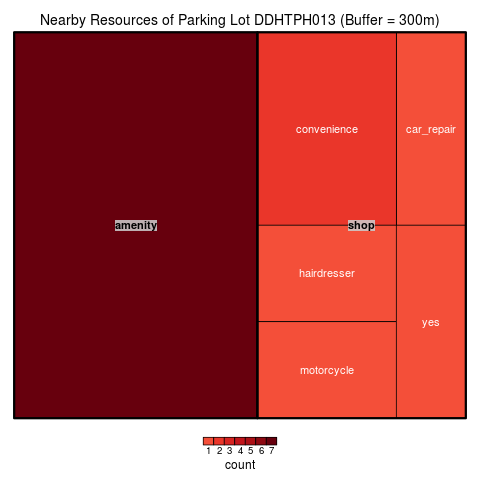 Nearby Resources of Parking Lot DDHTPH013 (Buffer = 300m)
convenience
car_repair
amenity
shop
hairdresser
yes
motorcycle
1 2 3 4 5 6 7
count